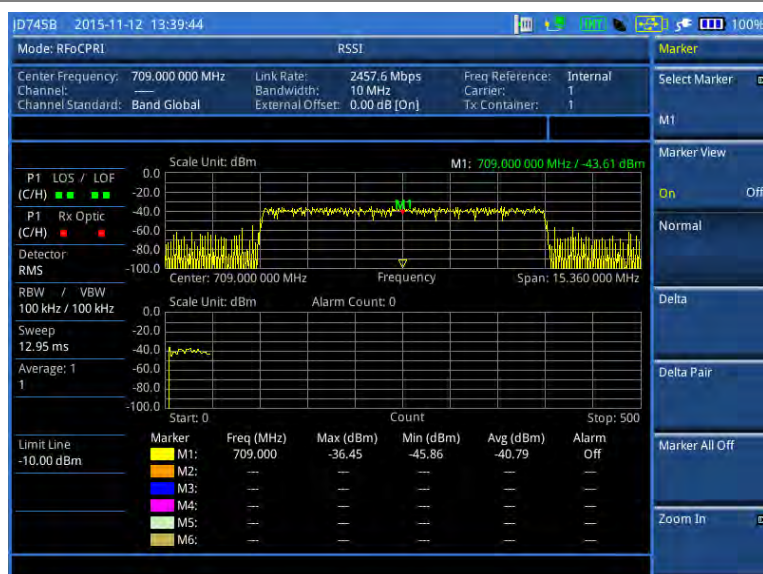 JD745B 2015-11-12 13:39:44 100%
Mode: RFoCPRI RSSI Marker
Center Frequency: 709.000 000 MHz Link Rate: 2457.6 Mbps Freq Reference: Internal
Channel: —— Bandwidth: 10 MHz Carrier: 1
Channel Standard: Band Global External Offset: 0.00 dB [On] Tx Container: 1
Select Marker
M1
Marker View
On Off
Normal
Delta
Delta Pair
Marker All Off
Zoom In
P1 LOS / LOF
(C/H)
P1 Rx Optic
(C/H)
Detector
RMS
RBW / VBW
100 kHz / 100 kHz
Sweep
12.95 ms
Average: 1
1
Limit Line
-10.00 dBm
Scale Unit: dBm M1: 709.000 000 MHz / -43.61 dBm
0.0
-20.0
-40.0
-60.0
-80.0
-100.0
M1
Center: 709.000 000 MHz Frequency Span: 15.360 000 MHz
Scale Unit: dBm Alarm Count: 0
0.0
-20.0
-40.0
-60.0
-80.0
-100.0
Start: 0 Count Stop: 500
Marker Freq (MHz) Max (dBm) Min (dBm) Avg (dBm) Alarm
M1: 709.000 -36.45 -45.86 -40.79 Off
M2: --- --- --- --- ---
M3: --- --- --- --- ---
M4: --- --- --- --- ---
M5: --- --- --- --- ---
M6: --- --- --- --- ---